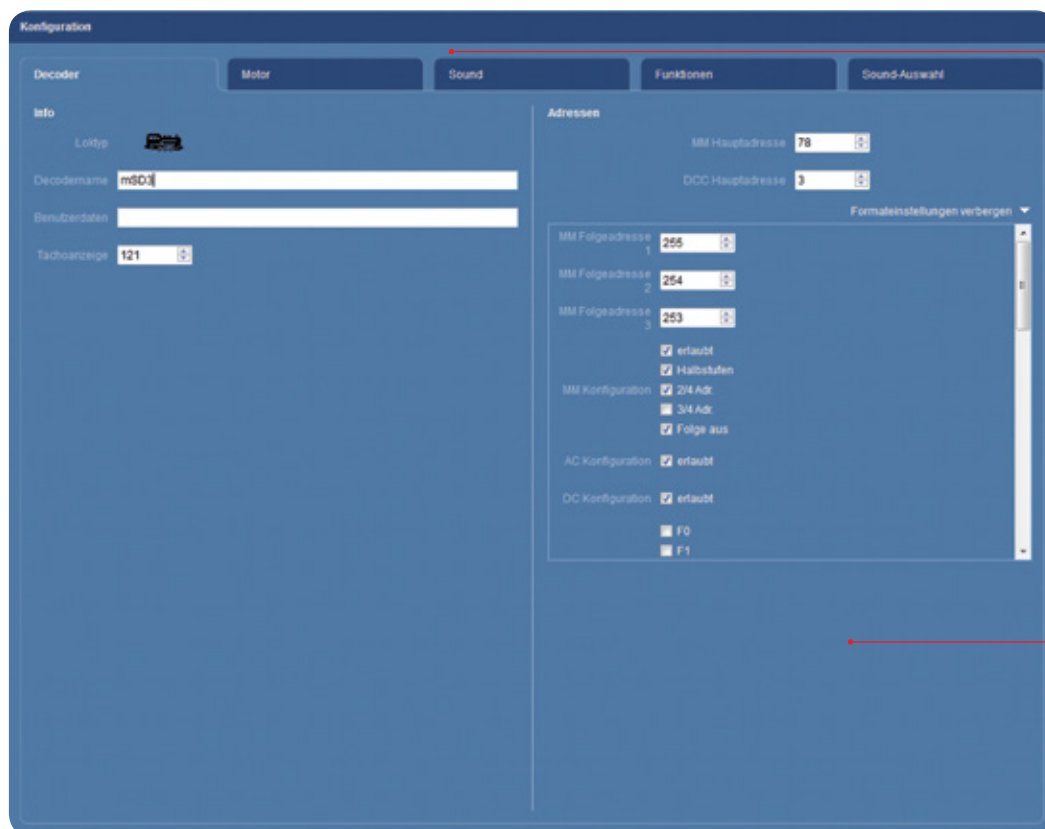 Konfiguration
Decoder
Motor
Sound
Funktionen
Sound-Auswahl
Info
Loktyp
Decodername mSD3
Benutzerdaten
Tachoanzeige 121
Adressen
MM Hauptadresse 78
DCC Hauptadresse 3
Formateinstellungen verbergen
MM Folgeadresse 1 255
MM Folgeadresse 2 254
MM Folgeadresse 3 253
MM Konfiguration
erlaubt
Halbstufen
2/4 Adr.
3/4 Adr.
Folge aus
AC Konfiguration erlaubt
DC Konfiguration erlaubt
F0
F1